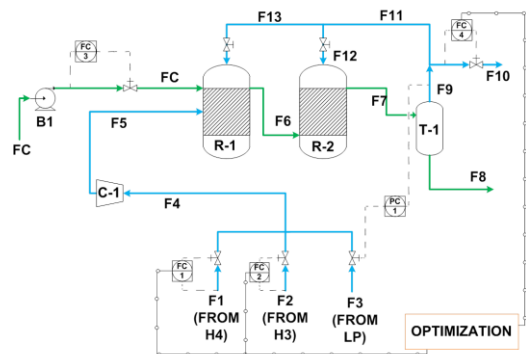 F13
F11
FC
4
FC
3
F12
F10
FC
F9
F7
B1
F5
F6
T-1
R-1
R-2
FC
C-1
F8
F4
PC
1
FC
1
FC
2
F1
(FROM
H4)
F2
(FROM
H3)
F3
(FROM
LP)
OPTIMIZATION